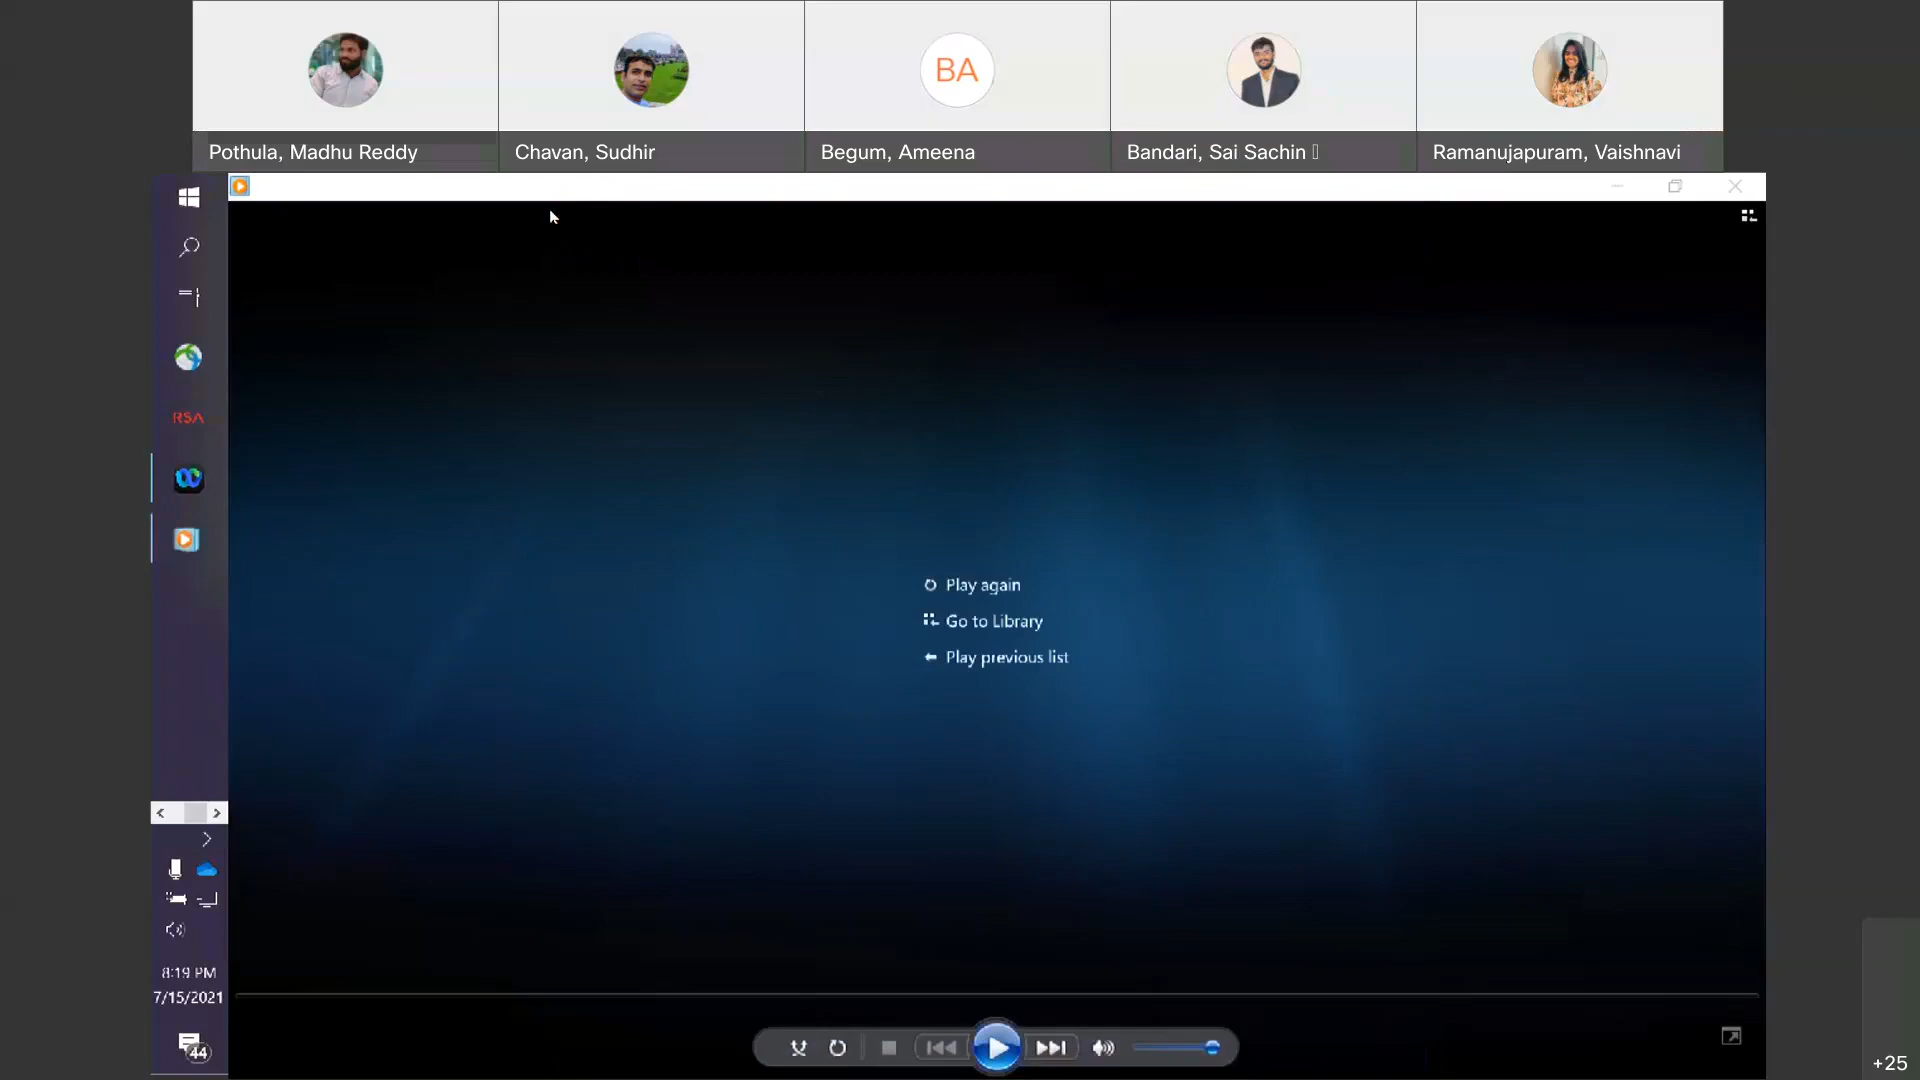 BA
Pothula, Madhu Reddy
Chavan, Sudhir
Begum, Ameena
Bandari, Sai Sachin
Ramanujapuram, Vaishnavi
RSA
Play again
Go to Library
Play previous list
8:19 PM
7/15/2021
44
+25